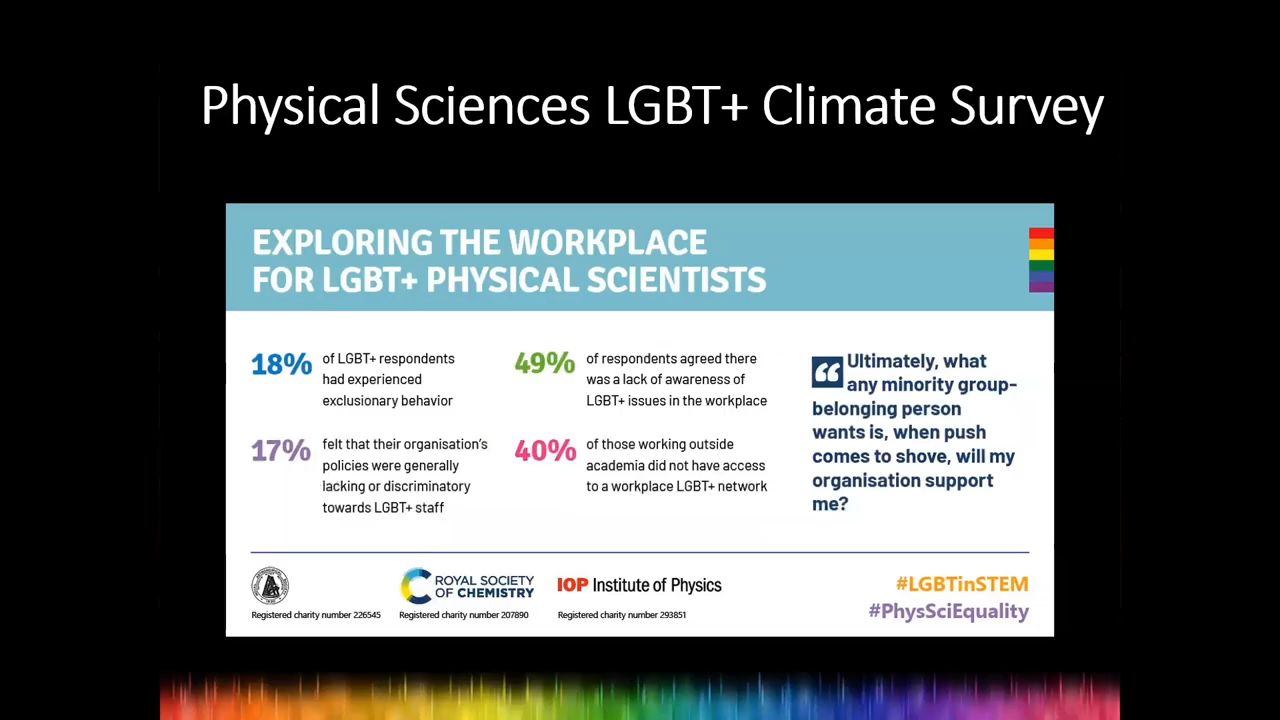 Physical Sciences LGBT+ Climate Survey
EXPLORING THE WORKPLACE
FOR LGBT+ PHYSICAL SCIENTISTS
18%
of LGBT+ respondents
had experienced
exclusionary behavior
17%
felt that their organisation's
policies were generally
lacking or discriminatory
towards LGBT+ staff
49%
of respondents agreed there
was a lack of awareness of
LGBT+ issues in the workplace
40%
of those working outside
academia did not have access
to a workplace LGBT+ network
“Ultimately, what
any minority group-
belonging person
wants is, when push
comes to shove, will my
organisation support
me?
Registered charity number 226545
ROYAL SOCIETY
OF CHEMISTRY
Registered charity number 207890
IOP Institute of Physics
Registered charity number 293851
#LGBTinSTEM
#PhysSciEquality